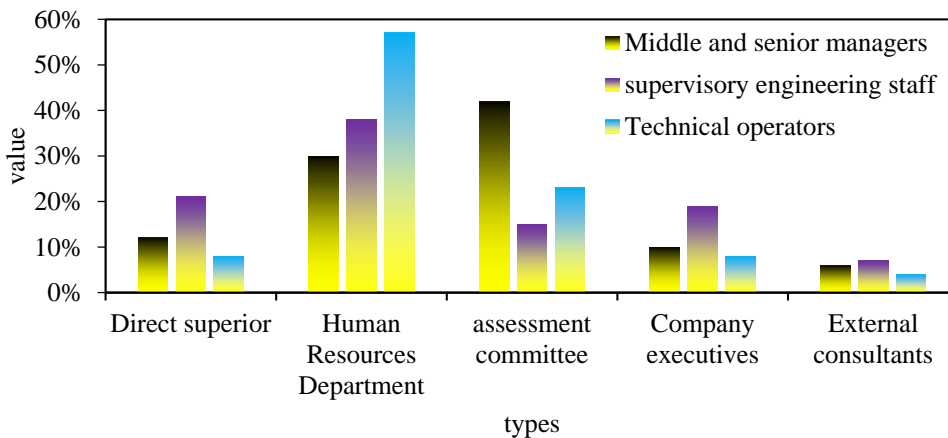 60%
50%
40%
30%
20%
10%
0%
value
Middle and senior managers
supervisory engineering staff
Technical operators
Direct superior
Human
Resources
Department
assessment
committee
Company
executives
External
consultants
types